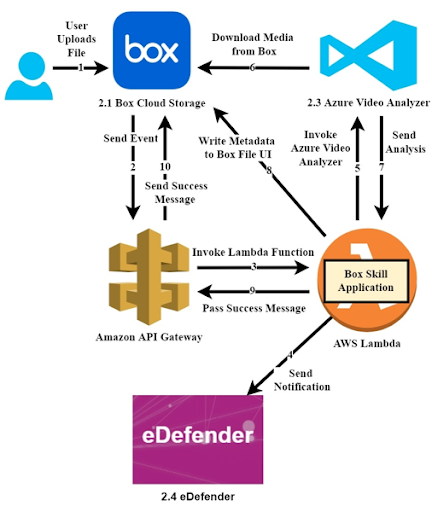 User
Uploads
File
1
box
2.1 Box Cloud Storage
Download Media
from Box
6
2.3 Azure Video Analyzer
Send Event
2
10
Send Success
Message
Write Metadata
to Box File UI
8
Invoke
Azure Video
Analyzer
5
Send
Analysis
7
Invoke Lambda Function
3
9
Pass Success Message
Amazon API Gateway
Box Skill
Application
AWS Lambda
4
Send
Notification
eDefender
2.4 eDefender